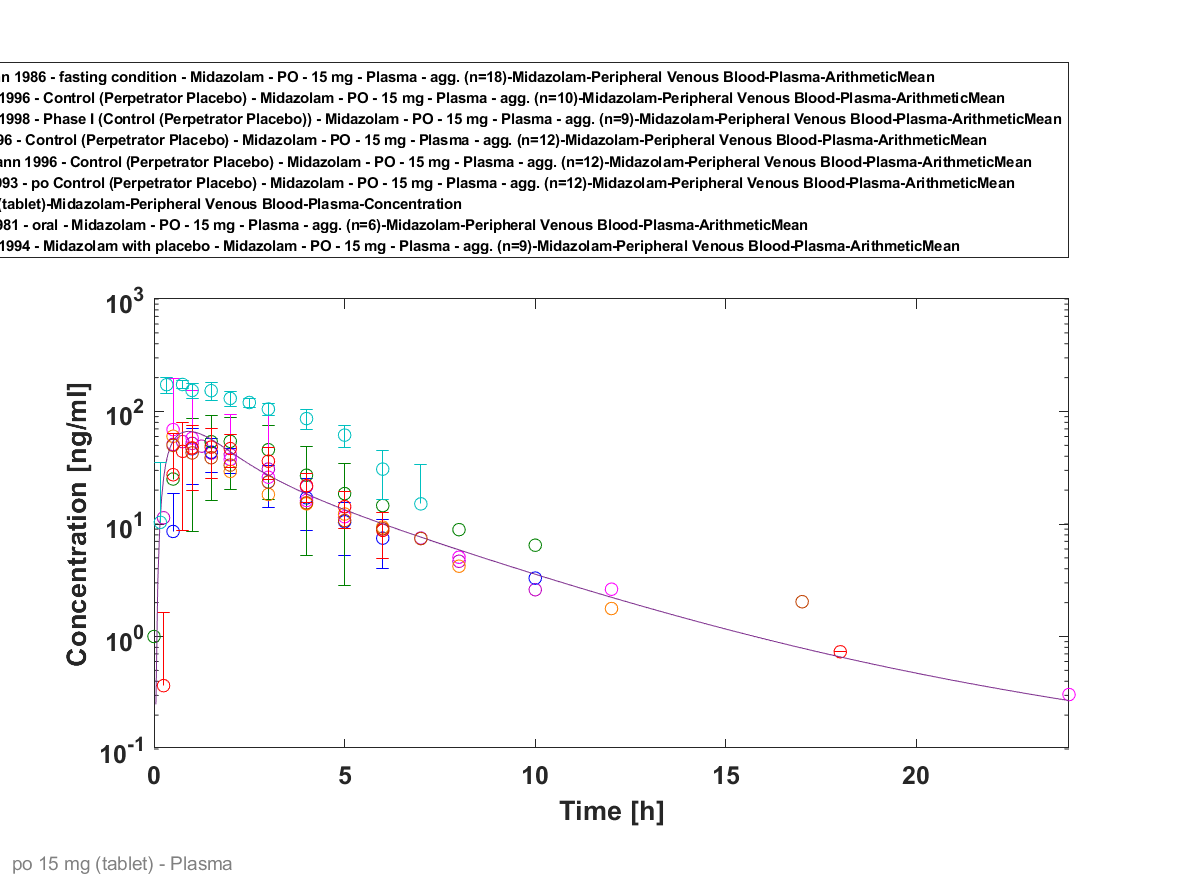 n 1986 - fasting condition - Midazolam - PO - 15 mg - Plasma - agg. (n=18)-Midazolam-Peripheral Venous Blood-Plasma-ArithmeticMean
1996 - Control (Perpetrator Placebo) - Midazolam - PO - 15 mg - Plasma - agg. (n=10)-Midazolam-Peripheral Venous Blood-Plasma-ArithmeticMean
1998 - Phase I (Control (Perpetrator Placebo)) - Midazolam - PO - 15 mg - Plasma - agg. (n=9)-Midazolam-Peripheral Venous Blood-Plasma-ArithmeticMean
96 - Control (Perpetrator Placebo) - Midazolam - PO - 15 mg - Plasma - agg. (n=12)-Midazolam-Peripheral Venous Blood-Plasma-ArithmeticMean
ann 1996 - Control (Perpetrator Placebo) - Midazolam - PO - 15 mg - Plasma - agg. (n=12)-Midazolam-Peripheral Venous Blood-Plasma-ArithmeticMean
993 - po Control (Perpetrator Placebo) - Midazolam - PO - 15 mg - Plasma - agg. (n=12)-Midazolam-Peripheral Venous Blood-Plasma-ArithmeticMean
(tablet)-Midazolam-Peripheral Venous Blood-Plasma-Concentration
981 - oral - Midazolam - PO - 15 mg - Plasma - agg. (n=6)-Midazolam-Peripheral Venous Blood-Plasma-ArithmeticMean
1994 - Midazolam with placebo - Midazolam - PO - 15 mg - Plasma - agg. (n=9)-Midazolam-Peripheral Venous Blood-Plasma-ArithmeticMean
10^3
10^2
10^1
10^0
10^-1
Concentration [ng/ml]
0 5 10 15 20
Time [h]
po 15 mg (tablet) - Plasma